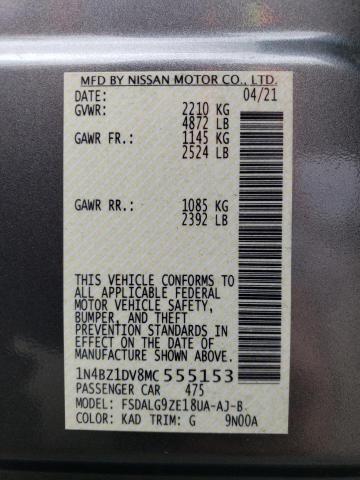 MFD BY NISSAN MOTOR CO., LTD.
DATE: 04/21
GVWR: 2210 KG
4872 LB
GAWR FR.: 1145 KG
2524 LB
GAWR RR.: 1085 KG
2392 LB
THIS VEHICLE CONFORMS TO
ALL APPLICABLE FEDERAL
MOTOR VEHICLE SAFETY,
BUMPER, AND THEFT
PREVENTION STANDARDS IN
EFFECT ON THE DATE OF
MANUFACTURE SHOWN ABOVE.
1N4BZ1DV8MC555153
PASSENGER CAR 475
MODEL: FSDALG9ZE18UA-AJ-B
COLOR: KAD TRIM: G 9N00A